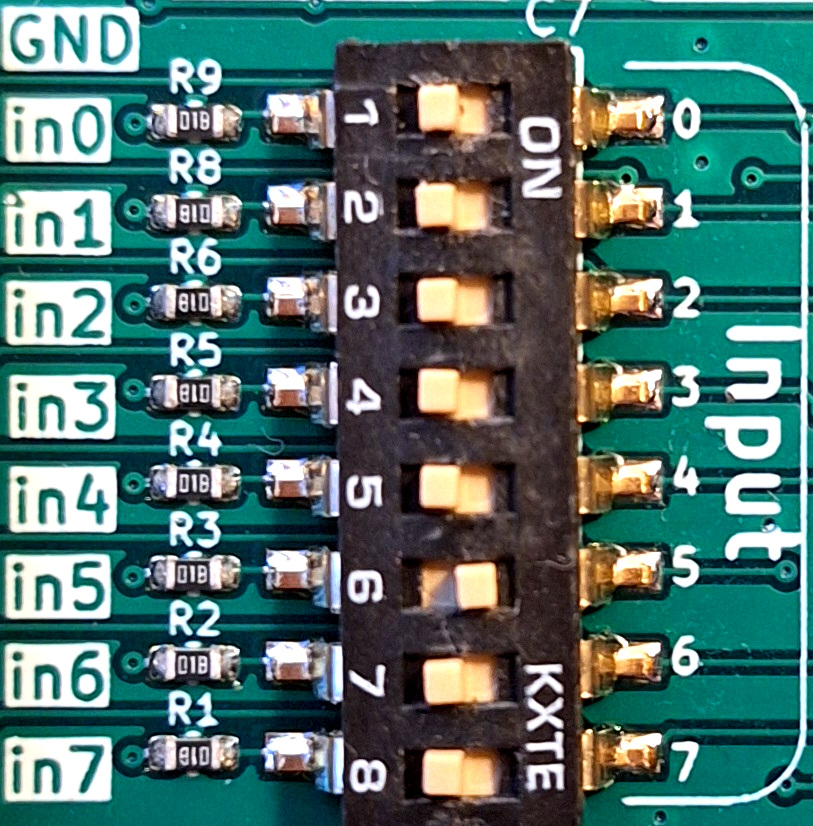 GND
R9
in0 01B 1 0
R8
in1 01B 2 1
ON
R6
in2 01B 3 2
R5
in3 01B 4 3
Input
R4
in4 01B 5 4
R3
in5 01B 6 5
R2
in6 01B 7 6
KXTE
R1
in7 01B 8 7